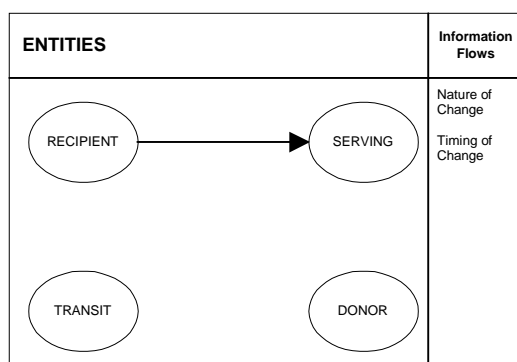 ENTITIES
Information
Flows
RECIPIENT
SERVING
Nature of
Change
Timing of
Change
TRANSIT
DONOR